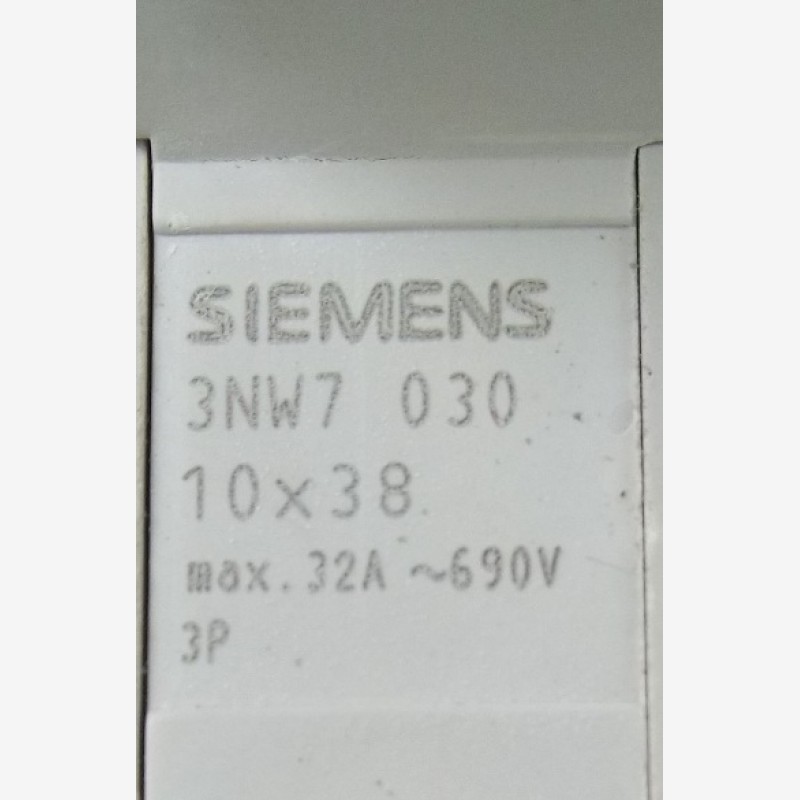 SIEMENS
3NW7 030
10x38
max.32A ~690V
3P